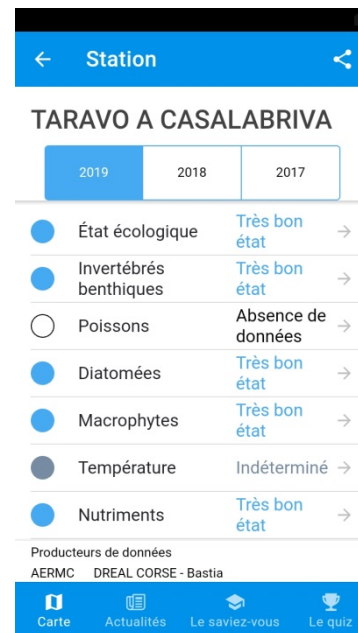 Station
TARAVO A CASALABRIVA
2019 2018 2017
État écologique Très bon
état
Invertébrés Très bon
benthiques état
Poissons Absence de
données
Diatomées Très bon
état
Macrophytes Très bon
état
Température Indéterminé
Nutriments Très bon
état
Producteurs de données
AERMC DREAL CORSE - Bastia
Carte Actualités Le saviez-vous Le quiz